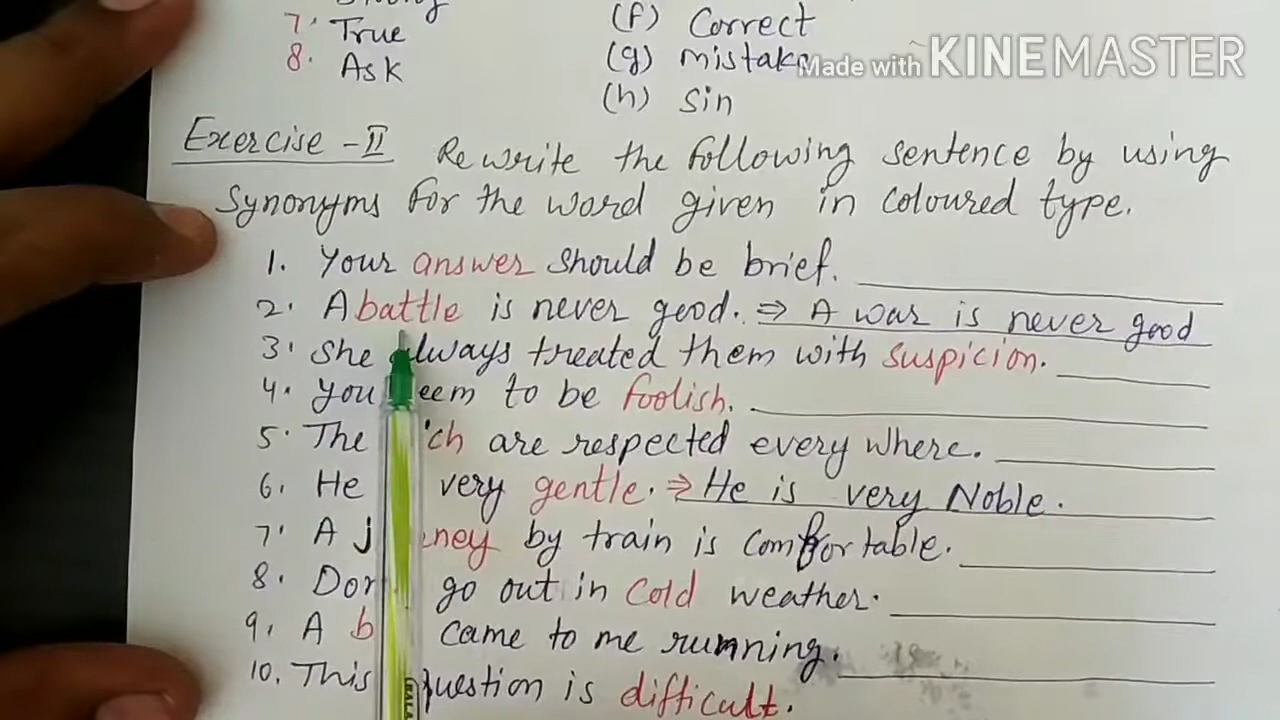 7. True
(f) Correct
8. Ask
(g) mistake
Made with KINEMASTER
(h) sin
Exercise - II Rewrite the following sentence by using
Synonyms for the word given in coloured type.
1. Your answer should be brief.
2. A battle is never good. ⇒ A war is never good
3. She always treated them with suspicion.
4. you seem to be foolish.
5. The rich are respected every where.
6. He very gentle. ⇒ He is very Noble.
7. A journey by train is comfortable.
8. Don go out in cold weather.
9. A b came to me running.
10. This question is difficult.